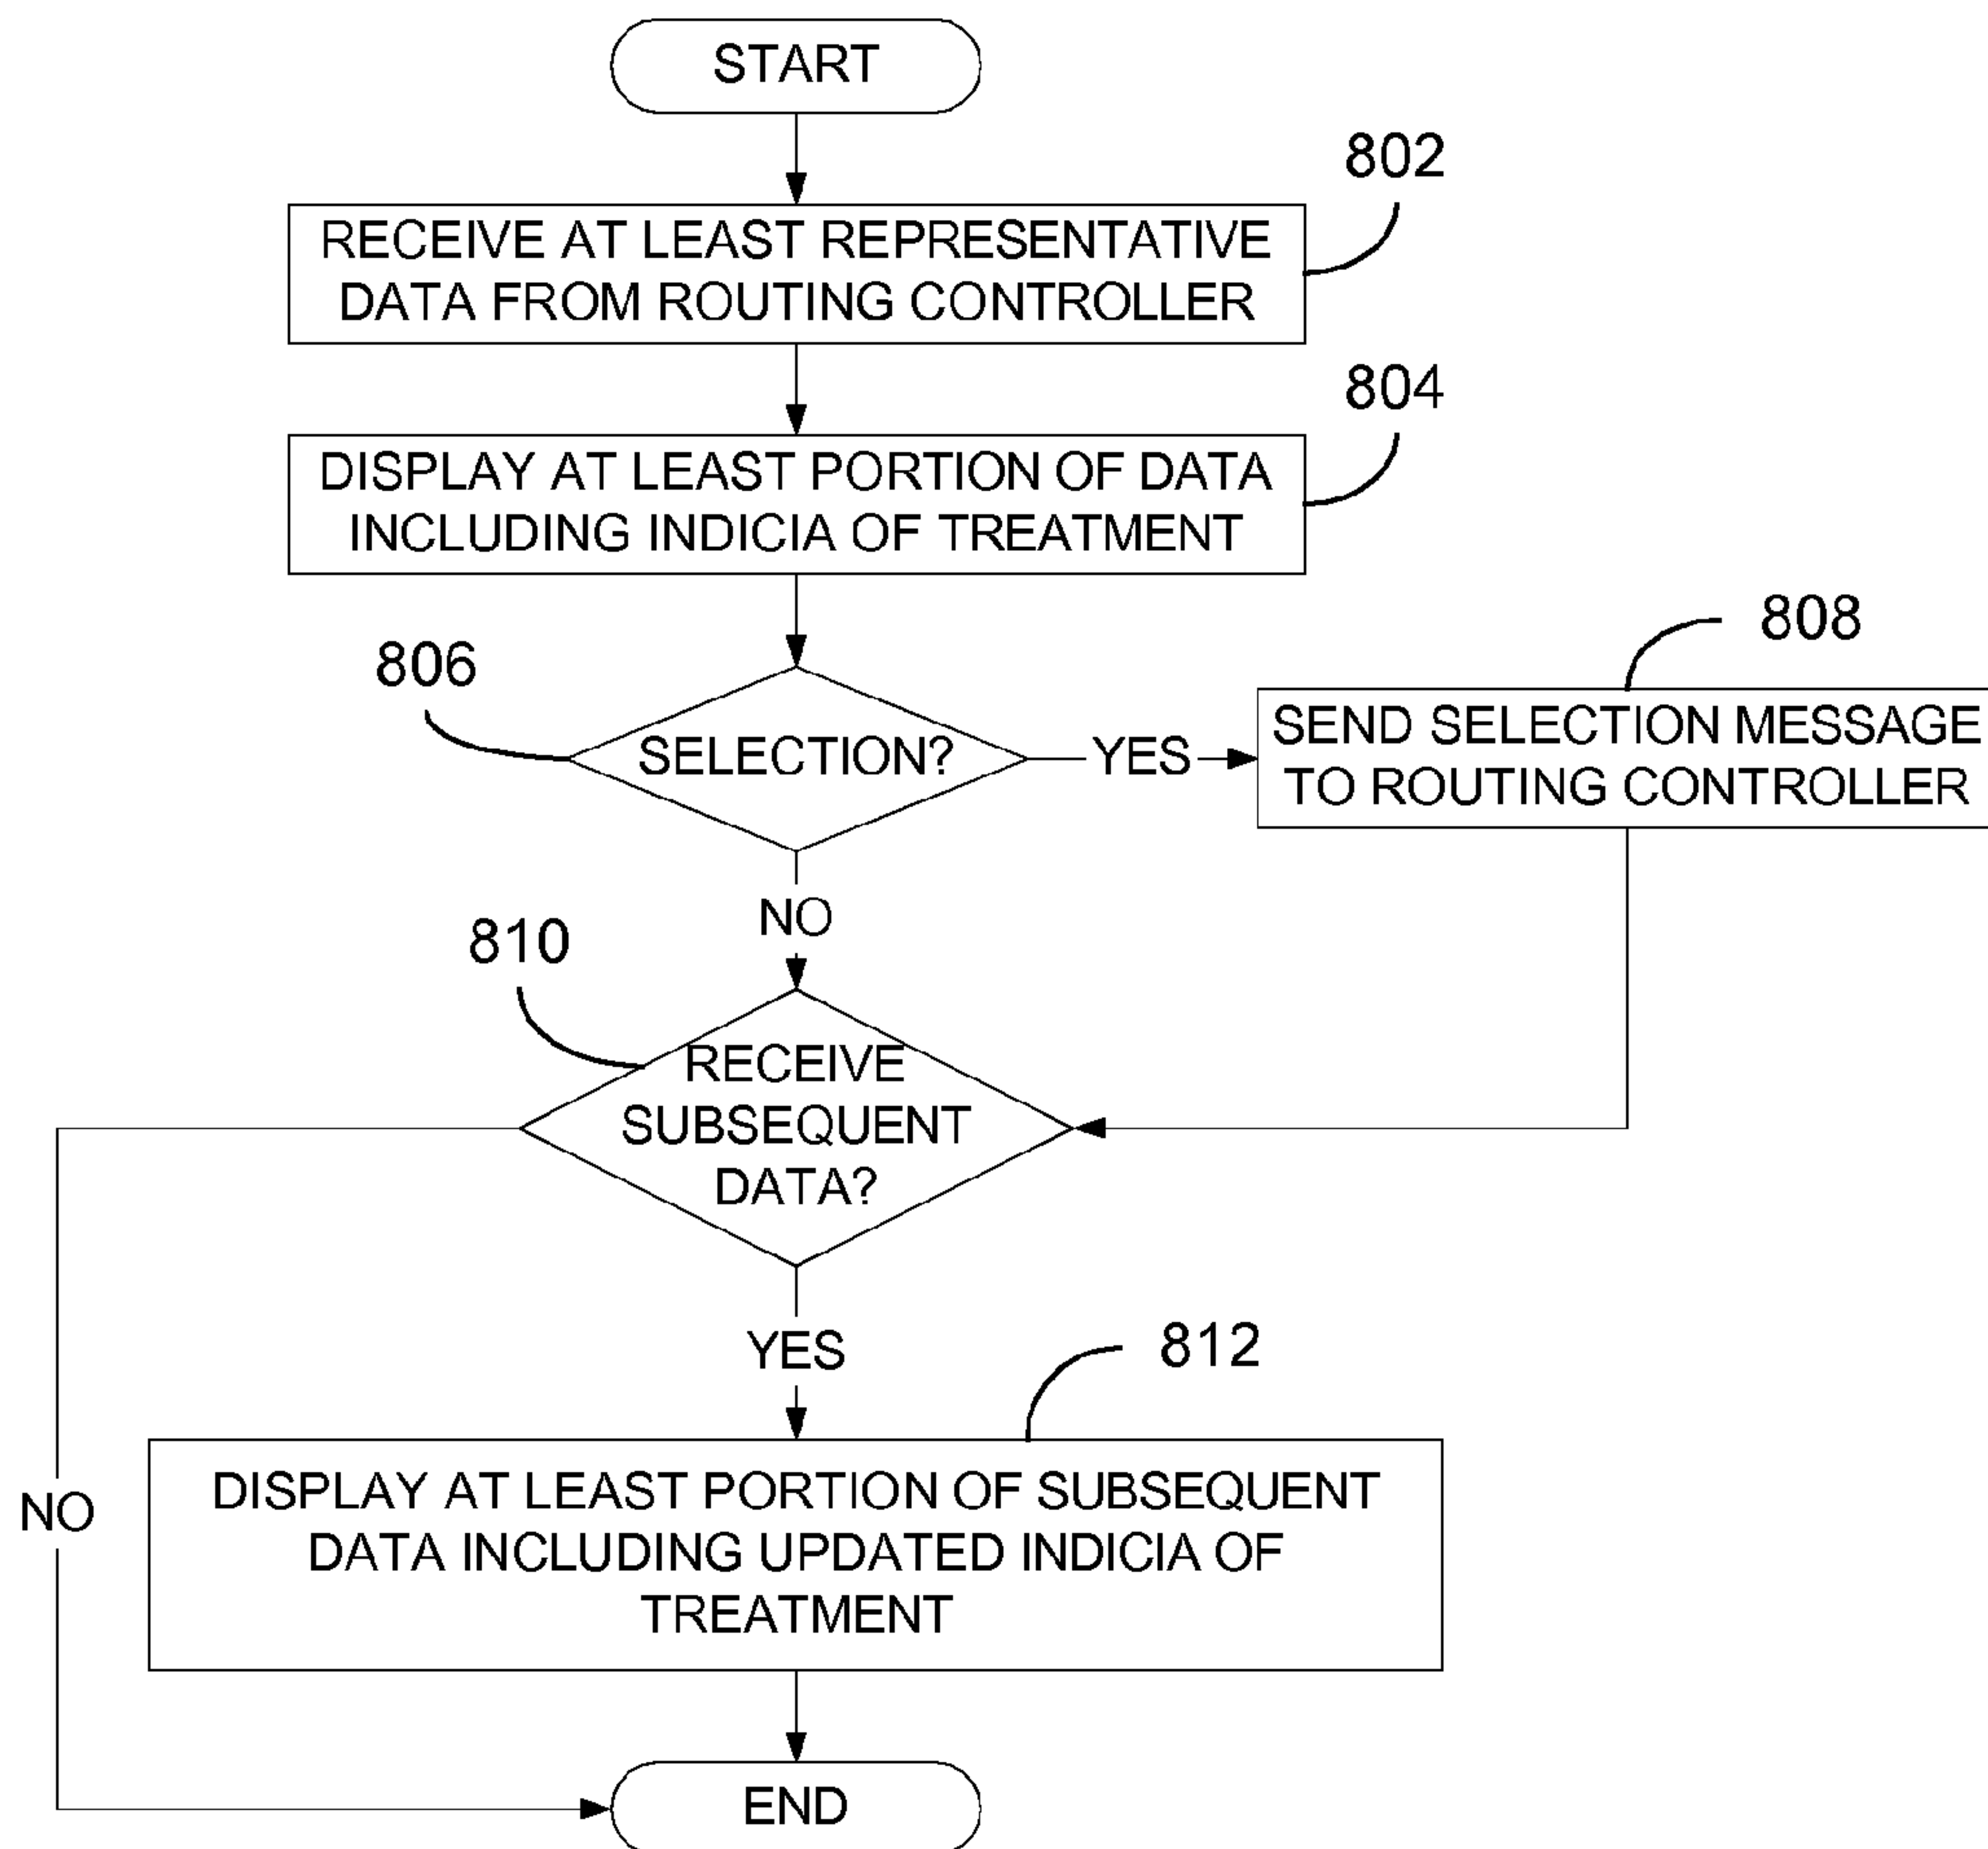 START
802
RECEIVE AT LEAST REPRESENTATIVE
DATA FROM ROUTING CONTROLLER
804
DISPLAY AT LEAST PORTION OF DATA
INCLUDING INDICIA OF TREATMENT
806
SELECTION?
YES
808
SEND SELECTION MESSAGE
TO ROUTING CONTROLLER
NO
810
RECEIVE
SUBSEQUENT
DATA?
YES
812
NO
DISPLAY AT LEAST PORTION OF SUBSEQUENT
DATA INCLUDING UPDATED INDICIA OF
TREATMENT
END